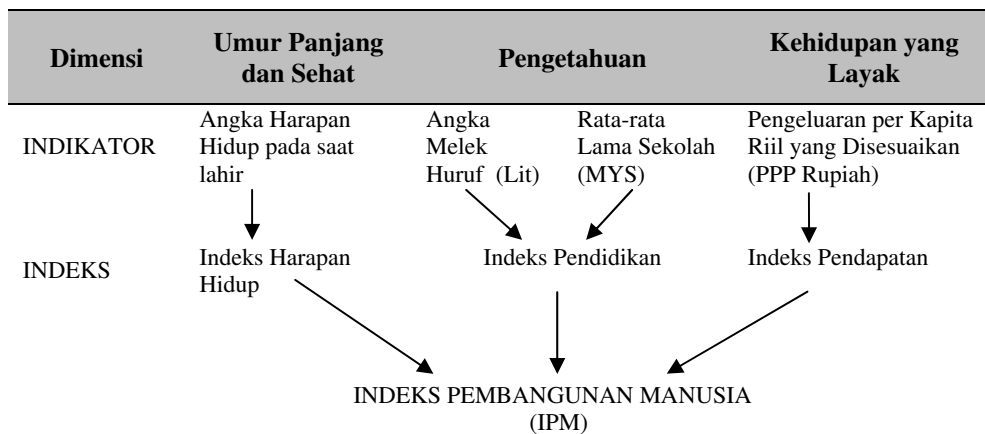 Dimensi
Umur Panjang
dan Sehat
Pengetahuan
Kehidupan yang
Layak
INDIKATOR
Angka Harapan
Hidup pada saat
lahir
Angka
Melek
Huruf (Lit)
Rata-rata
Lama Sekolah
(MYS)
Pengeluaran per Kapita
Riil yang Disesuaikan
(PPP Rupiah)
INDEKS
Indeks Harapan
Hidup
Indeks Pendidikan
Indeks Pendapatan
INDEKS PEMBANGUNAN MANUSIA
(IPM)